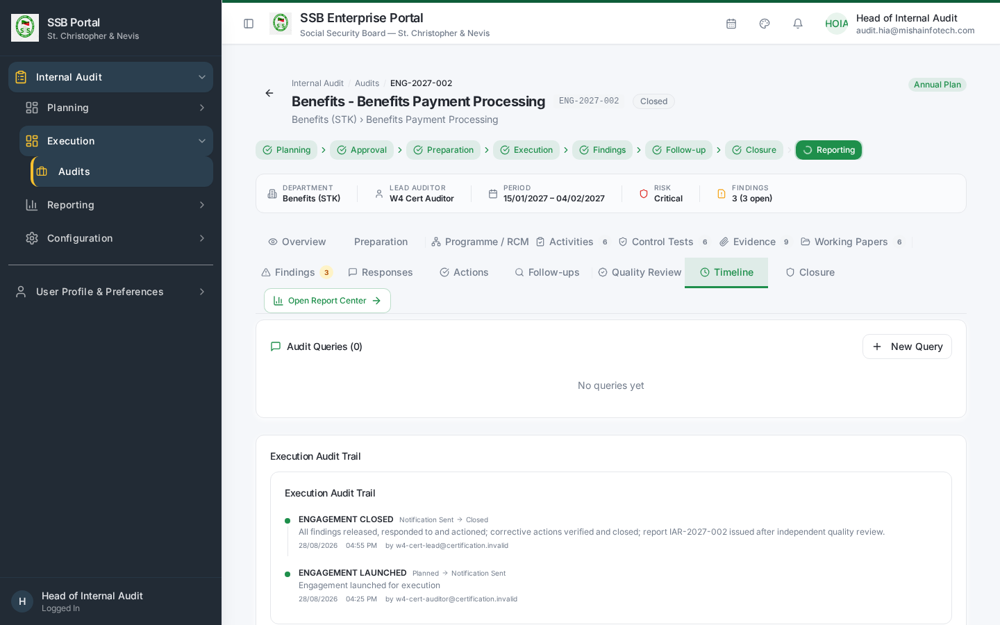 SSB Portal
St. Christopher & Nevis
Internal Audit
Planning
Execution
Audits
Reporting
Configuration
User Profile & Preferences
H
Head of Internal Audit
Logged In
SSB Enterprise Portal
Social Security Board — St. Christopher & Nevis
HOIA
Head of Internal Audit
audit.hia@mishainfotech.com
Internal Audit / Audits / ENG-2027-002
Annual Plan
Benefits - Benefits Payment Processing ENG-2027-002 Closed
Benefits (STK) › Benefits Payment Processing
Planning Approval Preparation Execution Findings Follow-up Closure Reporting
DEPARTMENT
Benefits (STK)
LEAD AUDITOR
W4 Cert Auditor
PERIOD
15/01/2027 – 04/02/2027
RISK
Critical
FINDINGS
3 (3 open)
Overview Preparation Programme / RCM Activities 6 Control Tests 6 Evidence 9 Working Papers 6
Findings 3 Responses Actions Follow-ups Quality Review Timeline Closure
Open Report Center
Audit Queries (0)
New Query
No queries yet
Execution Audit Trail
Execution Audit Trail
ENGAGEMENT CLOSED Notification Sent → Closed
All findings released, responded to and actioned; corrective actions verified and closed; report IAR-2027-002 issued after independent quality review.
28/08/2026 04:55 PM by w4-cert-lead@certification.invalid
ENGAGEMENT LAUNCHED Planned → Notification Sent
Engagement launched for execution
28/08/2026 04:25 PM by w4-cert-auditor@certification.invalid